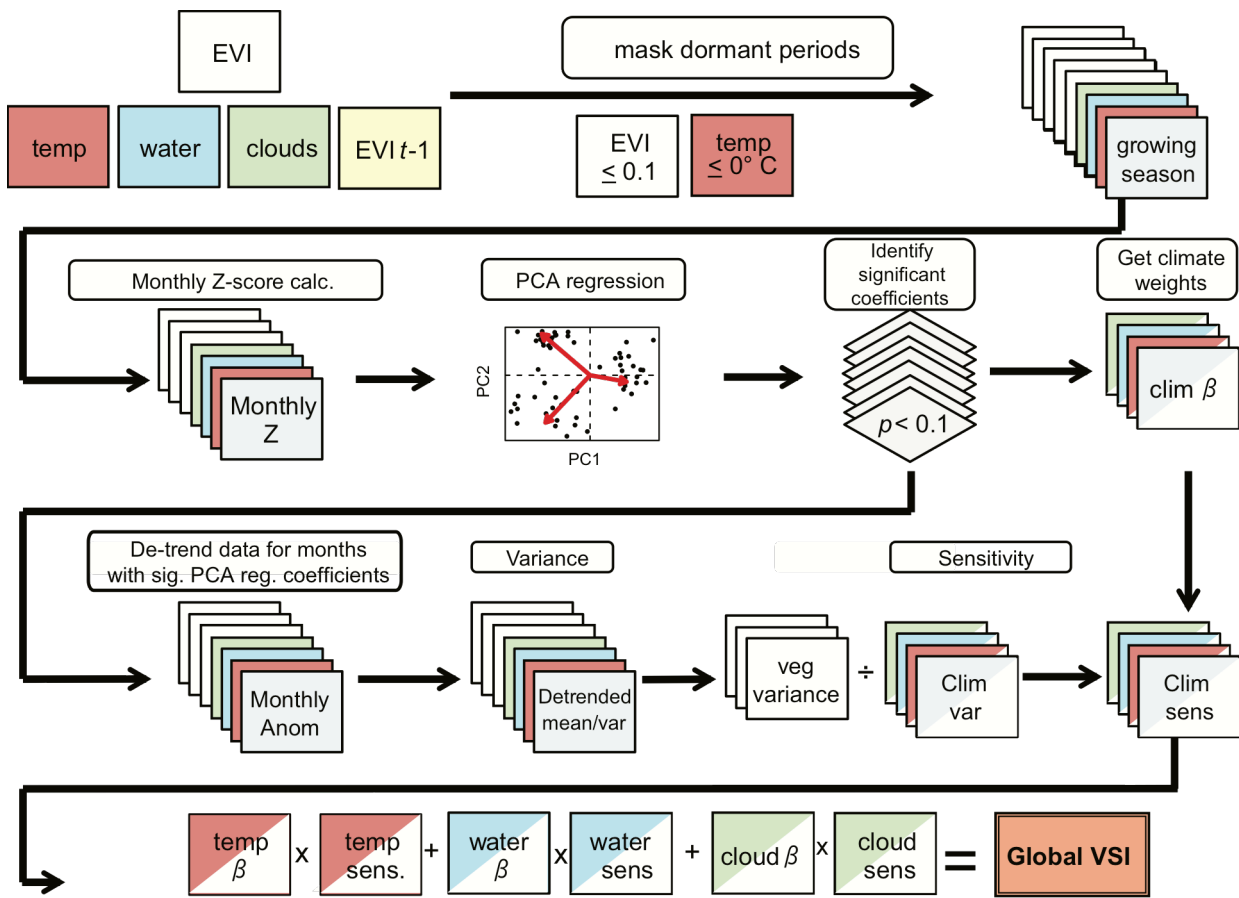 EVI
mask dormant periods
temp
water
clouds
EVI t-1
EVI
≤ 0.1
temp
≤ 0° C
growing
season
Monthly Z-score calc.
PCA regression
Identify
significant
coefficients
Get climate
weights
Monthly
Z
PC2
PC1
p < 0.1
clim β
De-trend data for months
with sig. PCA reg. coefficients
Variance
Sensitivity
Monthly
Anom
Detrended
mean/var
veg
variance
÷
Clim
var
Clim
sens
temp
β
x
temp
sens.
+
water
β
x
water
sens
+
cloud β
x
cloud
sens
=
Global VSI